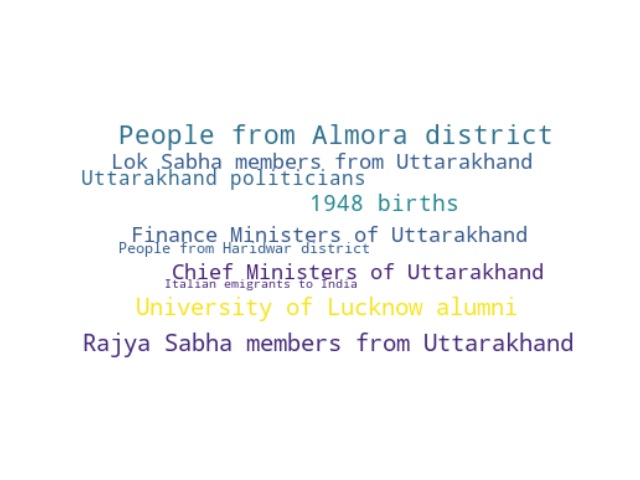 People from Almora district
Lok Sabha members from Uttarakhand
Uttarakhand politicians
1948 births
Finance Ministers of Uttarakhand
People from Haridwar district
Chief Ministers of Uttarakhand
Italian emigrants to India
University of Lucknow alumni
Rajya Sabha members from Uttarakhand